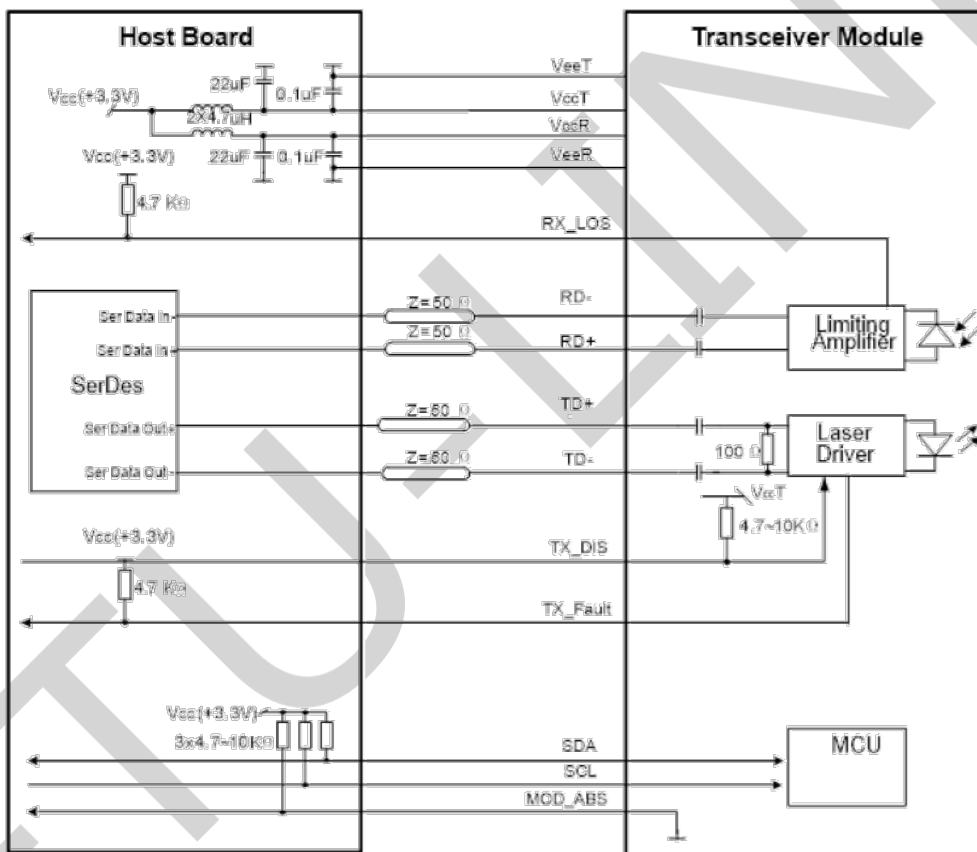 Host Board
Transceiver Module
VeeT
22uF
0.1uF
Vcc(+3.3V)
VccT
2X4.7uH
VccR
Vcc(+3.3V)
22uF
0.1uF
VeeR
4.7 KΩ
RX_LOS
Z=50 Ω
RD-
Ser Data In-
Limiting
Amplifier
Z=50 Ω
RD+
Ser Data In+
SerDes
Z=50 Ω
TD+
Ser Data Out+
100 Ω
Laser
Driver
Z=50 Ω
TD-
Ser Data Out-
VccT
4.7~10KΩ
Vcc(+3.3V)
TX_DIS
4.7 KΩ
TX_Fault
Vcc(+3.3V)
3x4.7~10KΩ
SDA
MCU
SCL
MOD_ABS